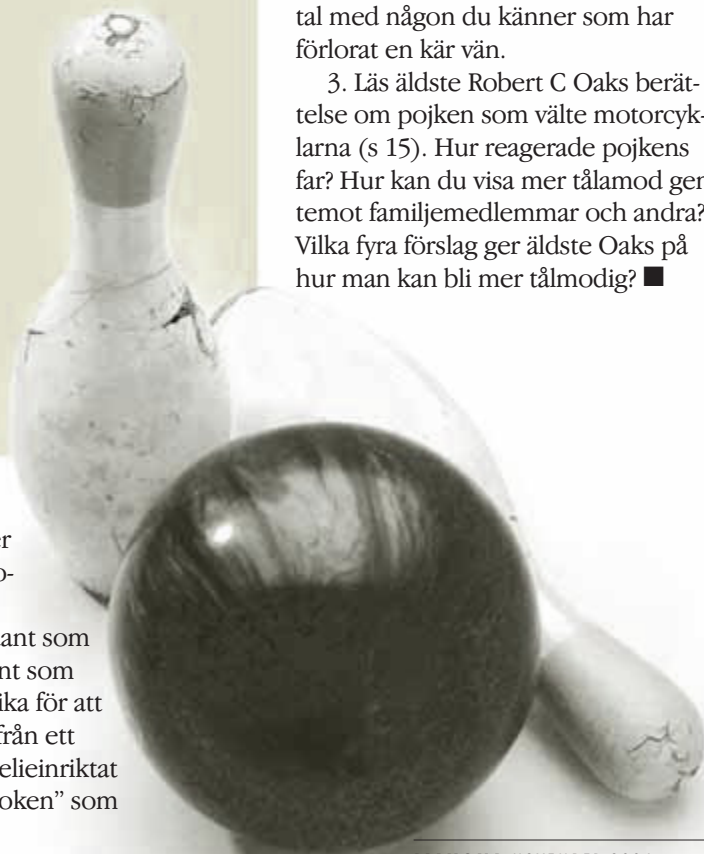 tal med någon du känner som har
förlorat en kär vän.
3. Läs äldste Robert C Oaks berät-
telse om pojken som välte motorcyk-
larna (s 15). Hur reagerade pojkens
far? Hur kan du visa mer tålamod gen-
temot familjemedlemmar och andra?
Vilka fyra förslag ger äldste Oaks på
hur man kan bli mer tålmodig? ■
ant som
nt som
ika för att
från ett
elieinriktat
oken” som